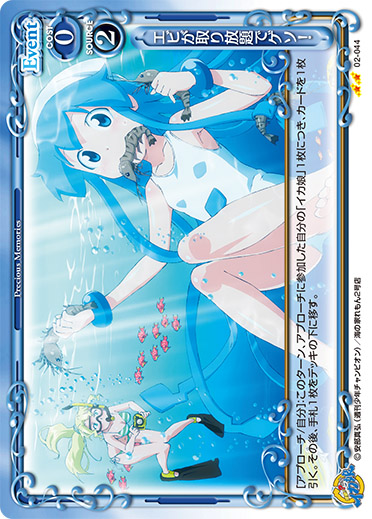 Event
COST
0
SOURCE
2
エビが取り放題でゲソ！
Precious Memories
[アプローチ／自分]：このターン、アプローチに参加した自分の「イカ娘」1枚につき、カードを1枚
引く。その後、手札1枚をデッキの下に移す。
©安部真弘（週刊少年チャンピオン）／海の家れもん2号店
02-044